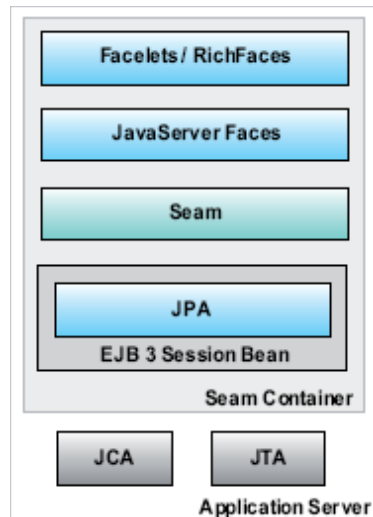 Facelets / RichFaces
JavaServer Faces
Seam
JPA
EJB 3 Session Bean
Seam Container
JCA
JTA
Application Server